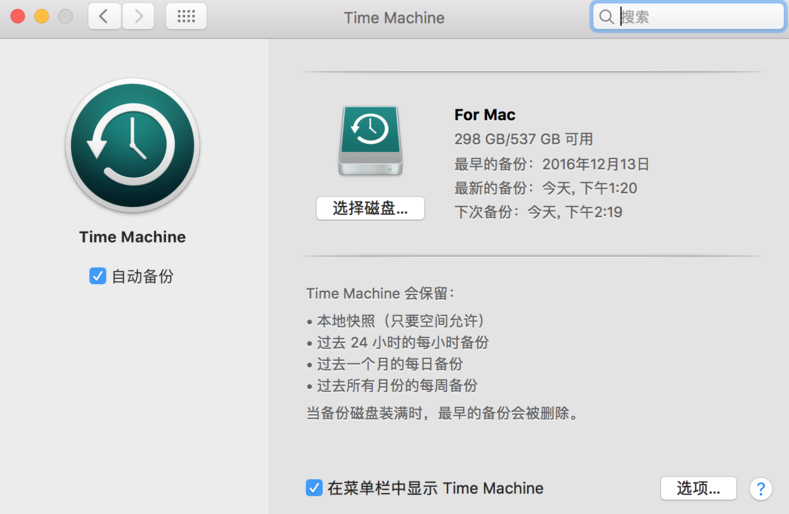 Time Machine
搜索
Time Machine
自动备份
选择磁盘...
For Mac
298 GB/537 GB 可用
最早的备份：2016年12月13日
最新的备份：今天, 下午1:20
下次备份：今天, 下午2:19
Time Machine 会保留：
• 本地快照（只要空间允许）
• 过去 24 小时的每小时备份
• 过去一个月的每日备份
• 过去所有月份的每周备份
当备份磁盘装满时，最早的备份会被删除。
在菜单栏中显示 Time Machine
选项...
?